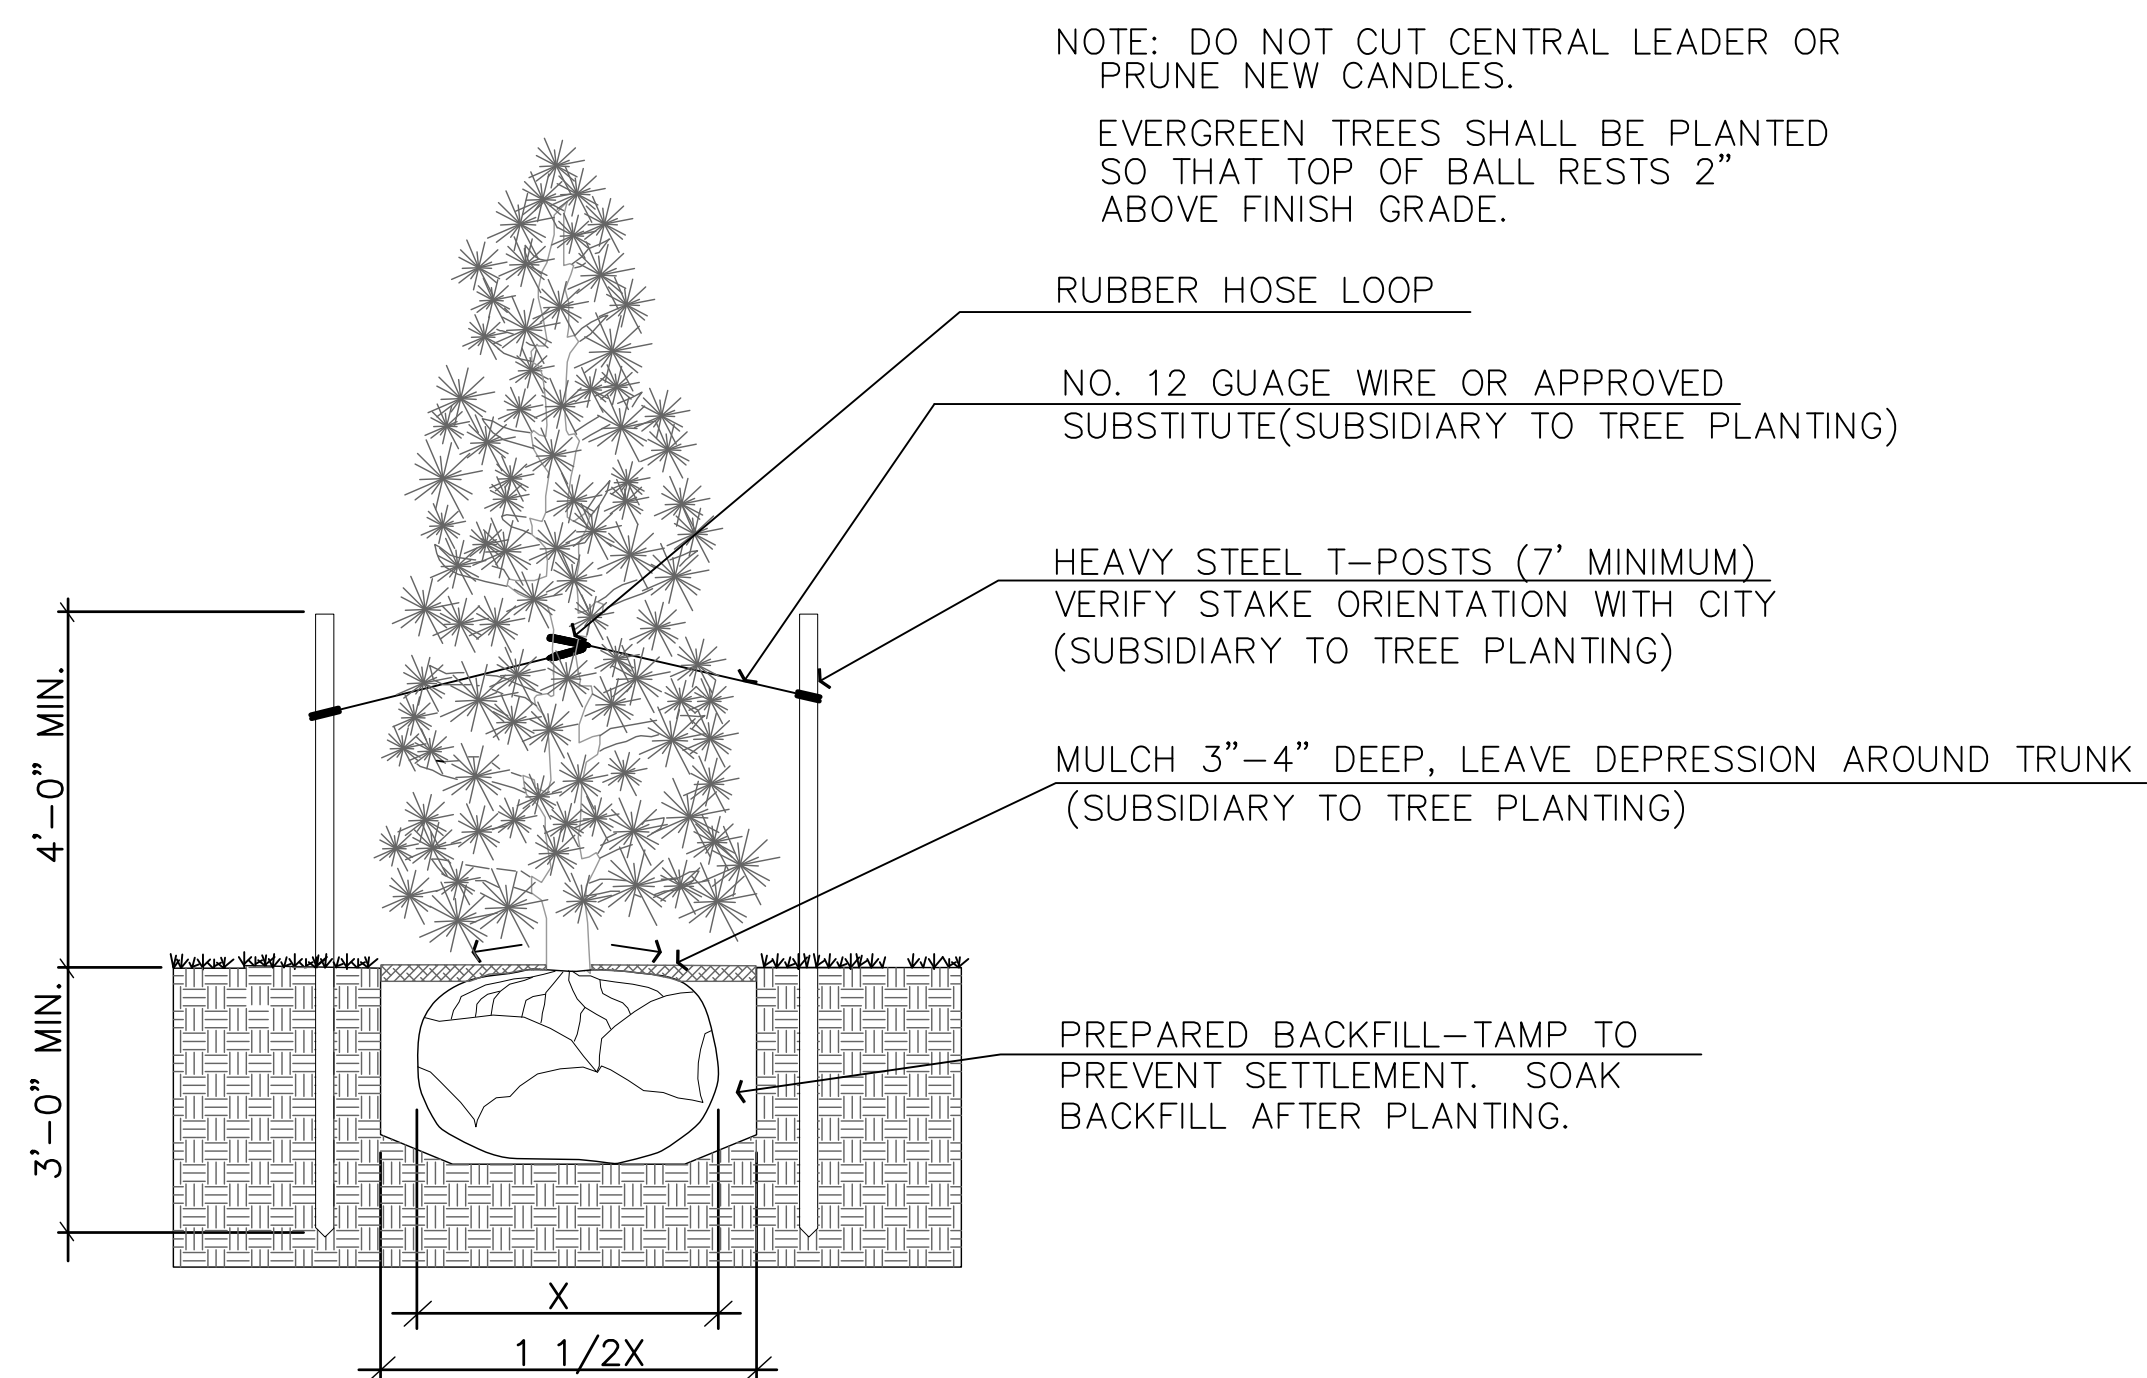 NOTE: DO NOT CUT CENTRAL LEADER OR
PRUNE NEW CANDLES.
EVERGREEN TREES SHALL BE PLANTED
SO THAT TOP OF BALL RESTS 2”
ABOVE FINISH GRADE.
RUBBER HOSE LOOP
NO. 12 GUAGE WIRE OR APPROVED
SUBSTITUTE(SUBSIDIARY TO TREE PLANTING)
HEAVY STEEL T-POSTS (7’ MINIMUM)
VERIFY STAKE ORIENTATION WITH CITY
(SUBSIDIARY TO TREE PLANTING)
MULCH 3”-4” DEEP, LEAVE DEPRESSION AROUND TRUNK
(SUBSIDIARY TO TREE PLANTING)
PREPARED BACKFILL-TAMP TO
PREVENT SETTLEMENT. SOAK
BACKFILL AFTER PLANTING.
4’-0” MIN.
3’-0” MIN.
X
1 1/2X